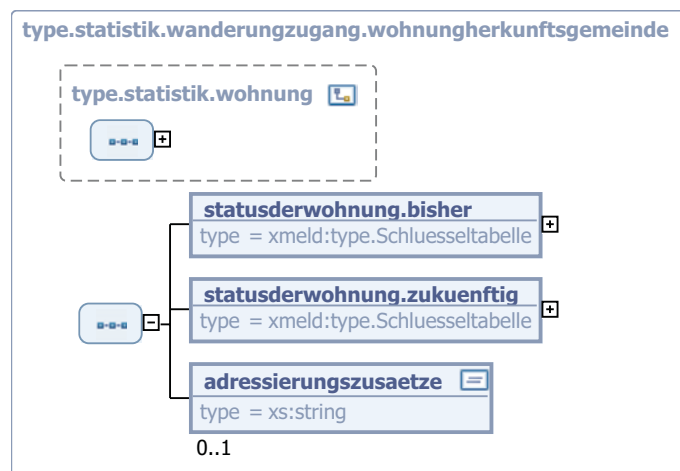 type.statistik.wanderungzugang.wohnungherkunftsgemeinde
type.statistik.wohnung
statusderwohnung.bisher
type = xmeld:type.Schluesseltabelle
statusderwohnung.zukuenftig
type = xmeld:type.Schluesseltabelle
adressierungszusaetze
type = xs:string
0..1